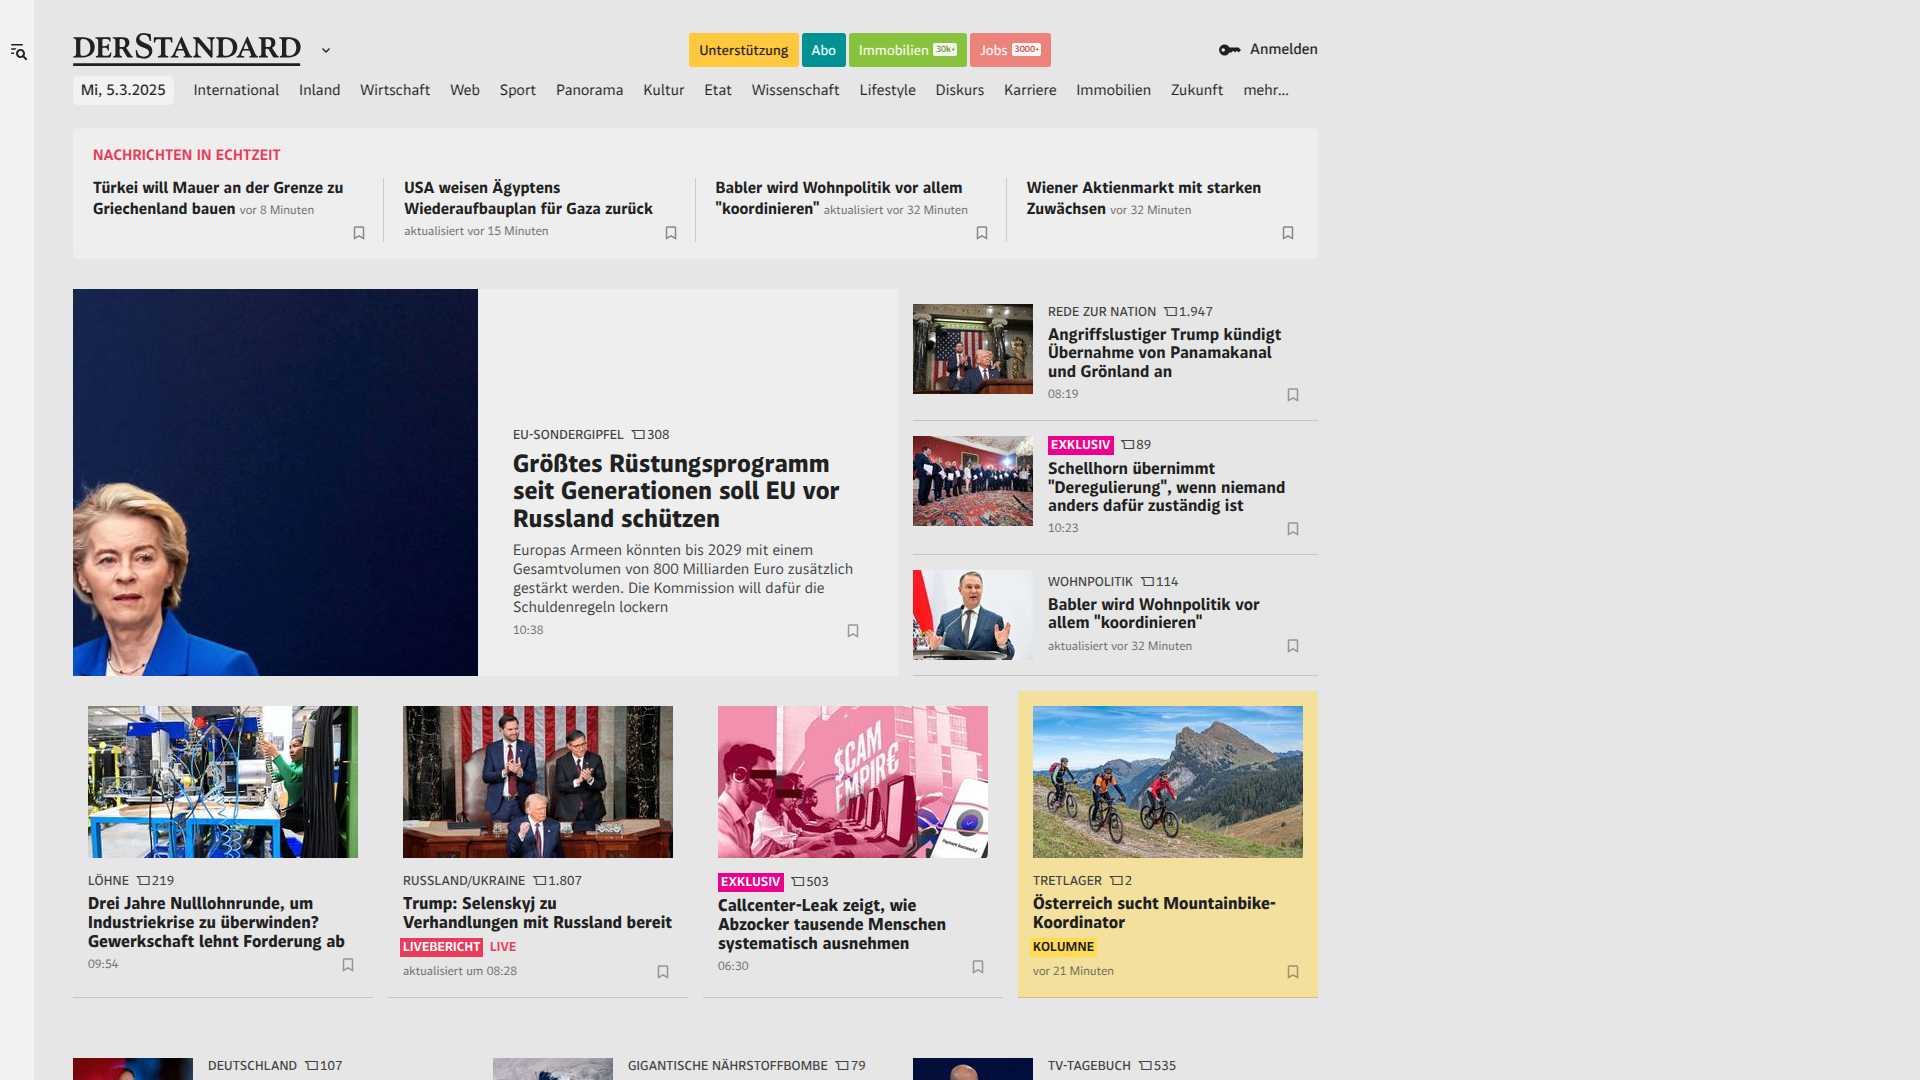 DERSTANDARD
Unterstützung
Abo
Immobilien 30k+
Jobs 3000+
Anmelden
Mi, 5.3.2025
International
Inland
Wirtschaft
Web
Sport
Panorama
Kultur
Etat
Wissenschaft
Lifestyle
Diskurs
Karriere
Immobilien
Zukunft
mehr...
NACHRICHTEN IN ECHTZEIT
Türkei will Mauer an der Grenze zu
Griechenland bauen vor 8 Minuten
USA weisen Ägyptens
Wiederaufbauplan für Gaza zurück
aktualisiert vor 15 Minuten
Babler wird Wohnpolitik vor allem
"koordinieren" aktualisiert vor 32 Minuten
Wiener Aktienmarkt mit starken
Zuwächsen vor 32 Minuten
EU-SONDERGIPFEL 308
Größtes Rüstungsprogramm
seit Generationen soll EU vor
Russland schützen
Europas Armeen könnten bis 2029 mit einem
Gesamtvolumen von 800 Milliarden Euro zusätzlich
gestärkt werden. Die Kommission will dafür die
Schuldenregeln lockern
10:38
REDE ZUR NATION 1.947
Angriffslustiger Trump kündigt
Übernahme von Panamakanal
und Grönland an
08:19
EXKLUSIV 89
Schellhorn übernimmt
"Deregulierung", wenn niemand
anders dafür zuständig ist
10:23
WOHNPOLITIK 114
Babler wird Wohnpolitik vor
allem "koordinieren"
aktualisiert vor 32 Minuten
LÖHNE 219
Drei Jahre Nulllohnrunde, um
Industriekrise zu überwinden?
Gewerkschaft lehnt Forderung ab
09:54
RUSSLAND/UKRAINE 1.807
Trump: Selenskyj zu
Verhandlungen mit Russland bereit
LIVEBERICHT LIVE
aktualisiert um 08:28
$CAM
EMPIR€
EXKLUSIV 503
Callcenter-Leak zeigt, wie
Abzocker tausende Menschen
systematisch ausnehmen
06:30
TRETLAGER 2
Österreich sucht Mountainbike-
Koordinator
KOLUMNE
vor 21 Minuten
DEUTSCHLAND 107
GIGANTISCHE NÄHRSTOFFBOMBE 79
TV-TAGEBUCH 535